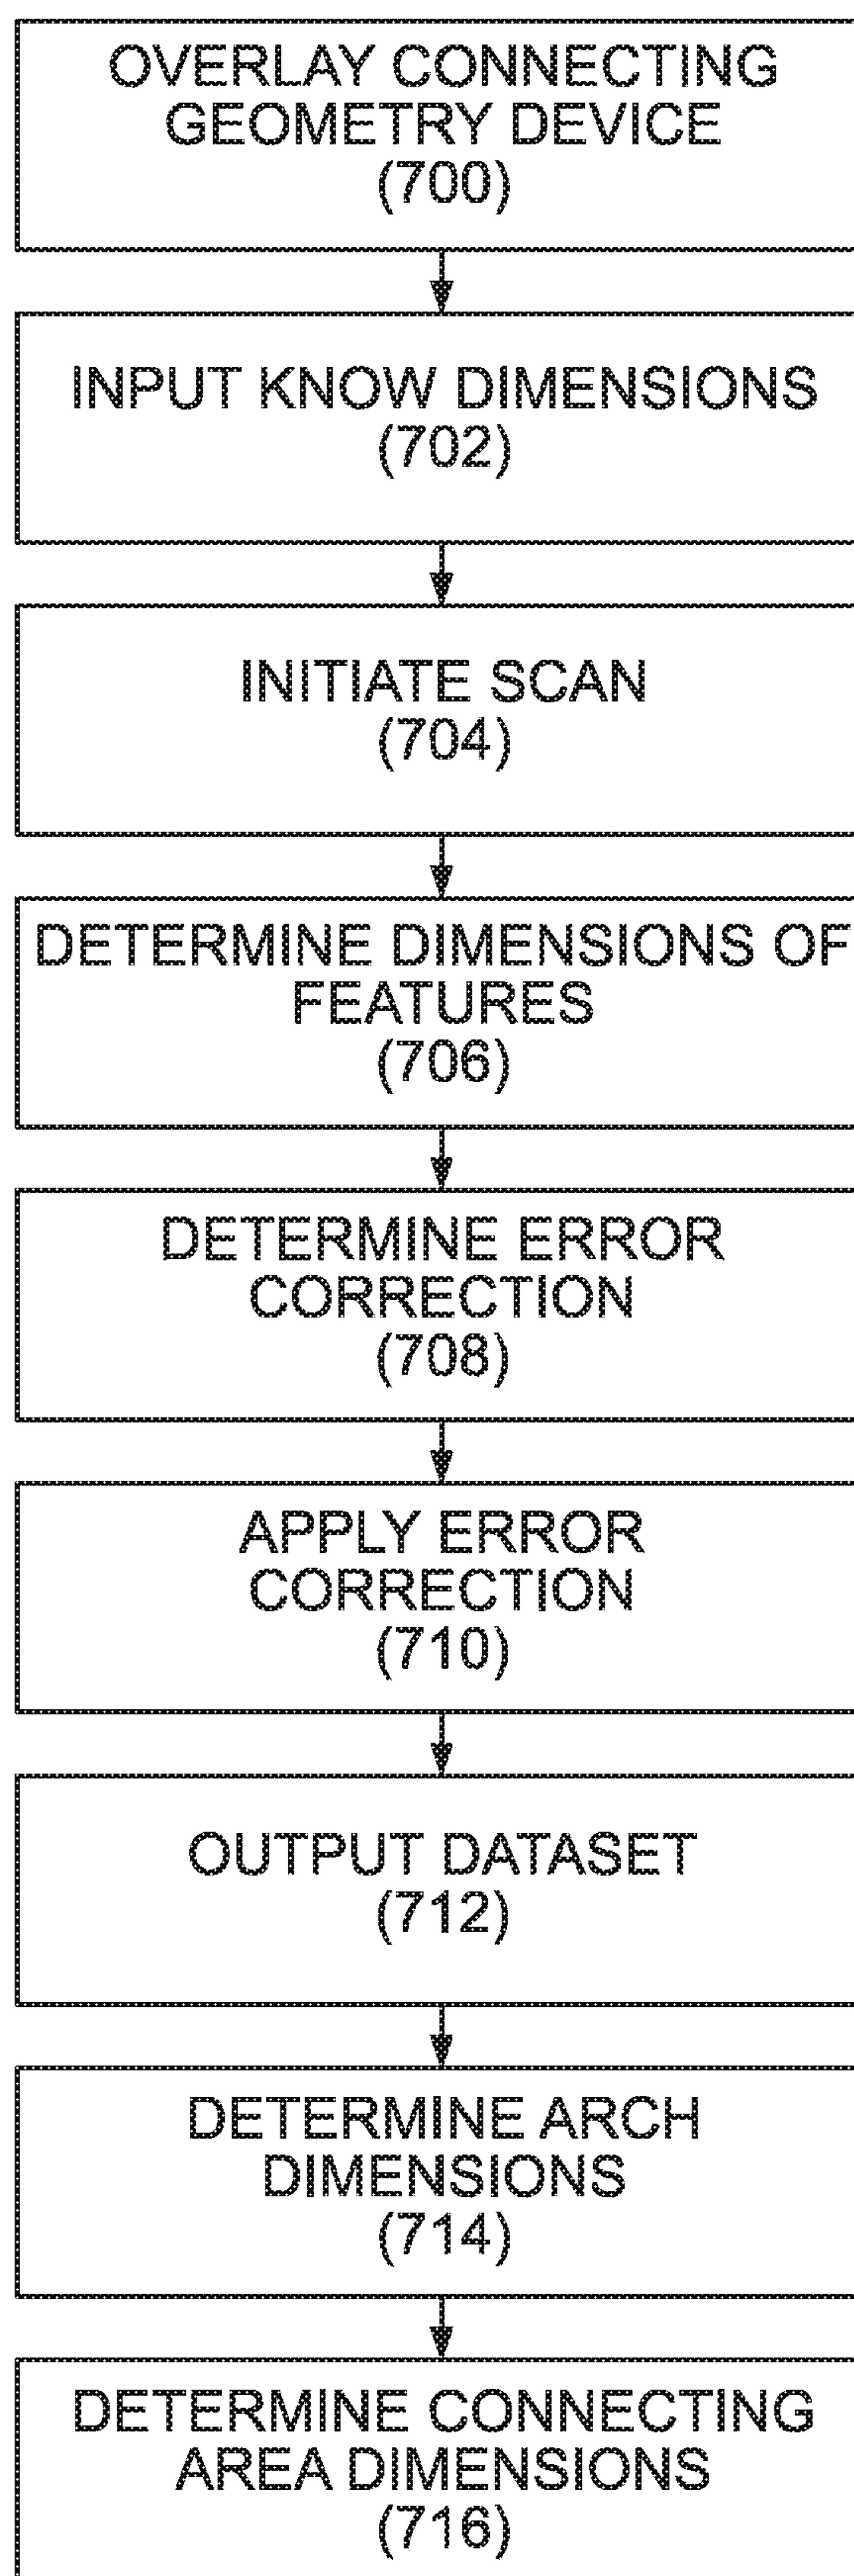 OVERLAY CONNECTING
GEOMETRY DEVICE
(700)
INPUT KNOW DIMENSIONS
(702)
INITIATE SCAN
(704)
DETERMINE DIMENSIONS OF
FEATURES
(706)
DETERMINE ERROR
CORRECTION
(708)
APPLY ERROR
CORRECTION
(710)
OUTPUT DATASET
(712)
DETERMINE ARCH
DIMENSIONS
(714)
DETERMINE CONNECTING
AREA DIMENSIONS
(716)